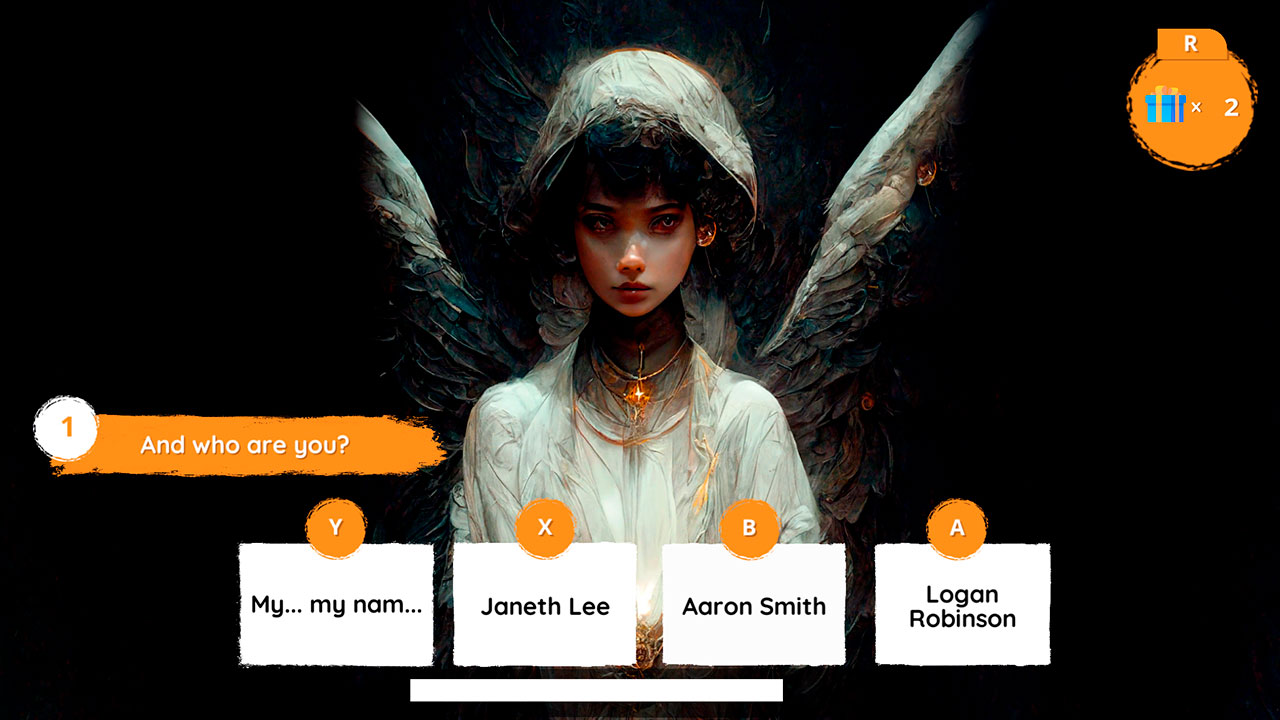 R
× 2
1
And who are you?
Y
X
B
A
My... my nam...
Janeth Lee
Aaron Smith
Logan
Robinson